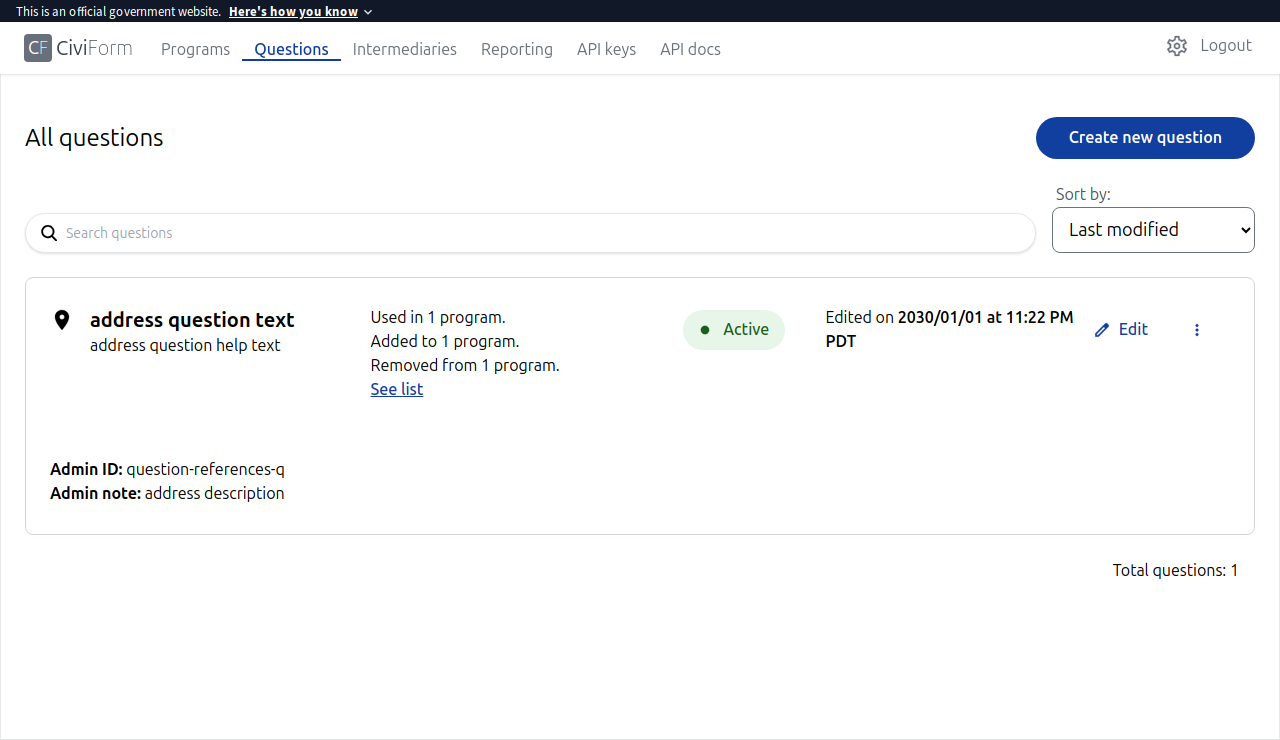 This is an official government website. Here's how you know
CF CiviForm Programs Questions Intermediaries Reporting API keys API docs Logout
All questions
Create new question
Sort by:
Search questions
Last modified
address question text
address question help text
Used in 1 program.
Added to 1 program.
Removed from 1 program.
See list
Active
Edited on 2030/01/01 at 11:22 PM
PDT
Edit
Admin ID: question-references-q
Admin note: address description
Total questions: 1